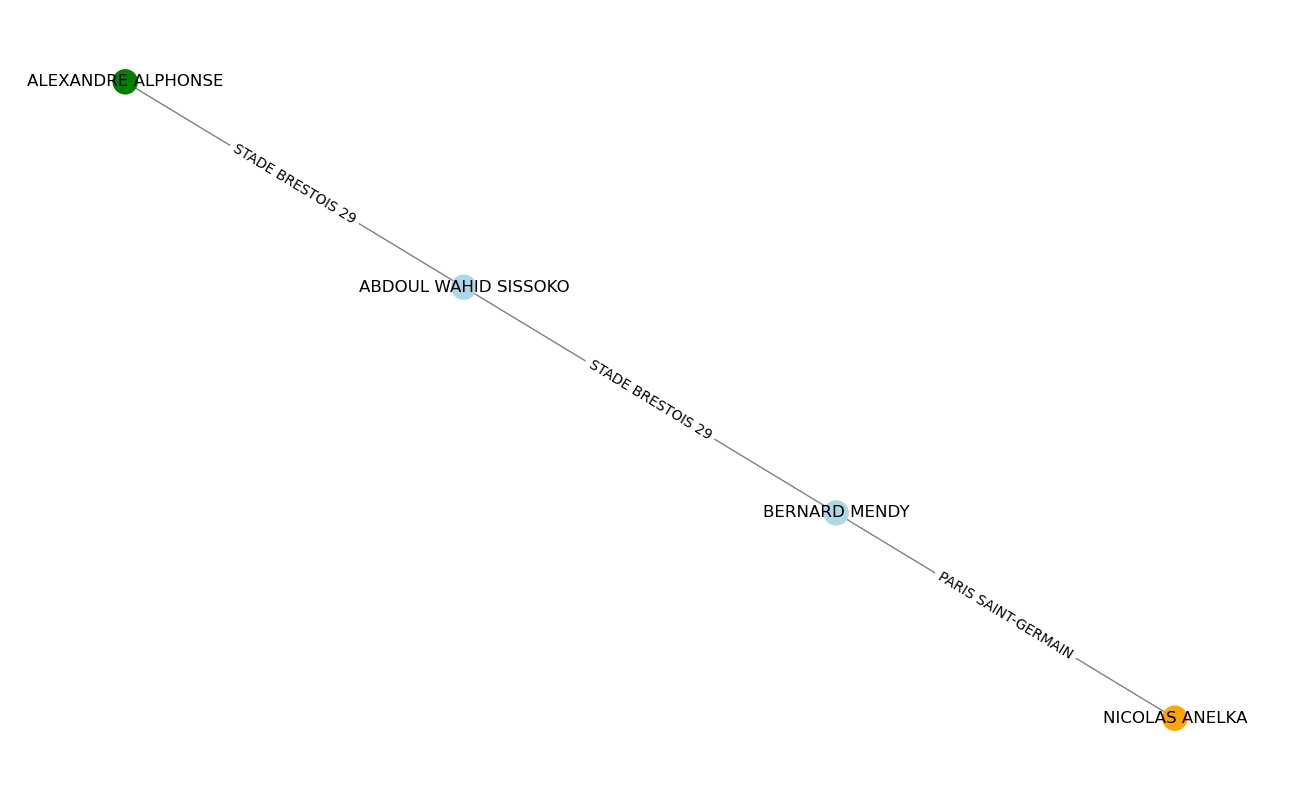 ALEXANDRE ALPHONSE
STADE BRESTOIS 29
ABDOUL WAHID SISSOKO
STADE BRESTOIS 29
BERNARD MENDY
PARIS SAINT-GERMAIN
NICOLAS ANELKA